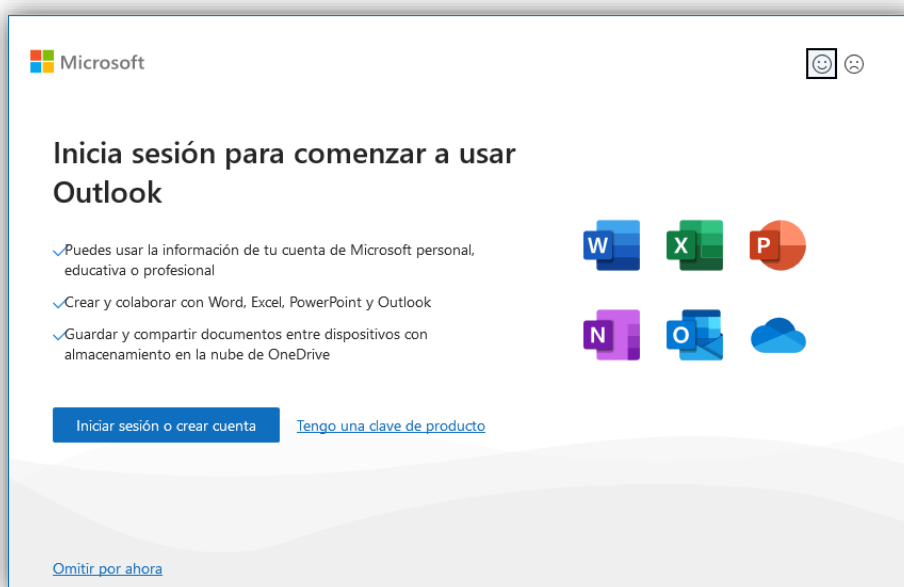 Microsoft
Inicia sesión para comenzar a usar
Outlook
Puedes usar la información de tu cuenta de Microsoft personal,
educativa o profesional
Crear y colaborar con Word, Excel, PowerPoint y Outlook
Guardar y compartir documentos entre dispositivos con
almacenamiento en la nube de OneDrive
W X P
N O
Iniciar sesión o crear cuenta Tengo una clave de producto
Omitir por ahora